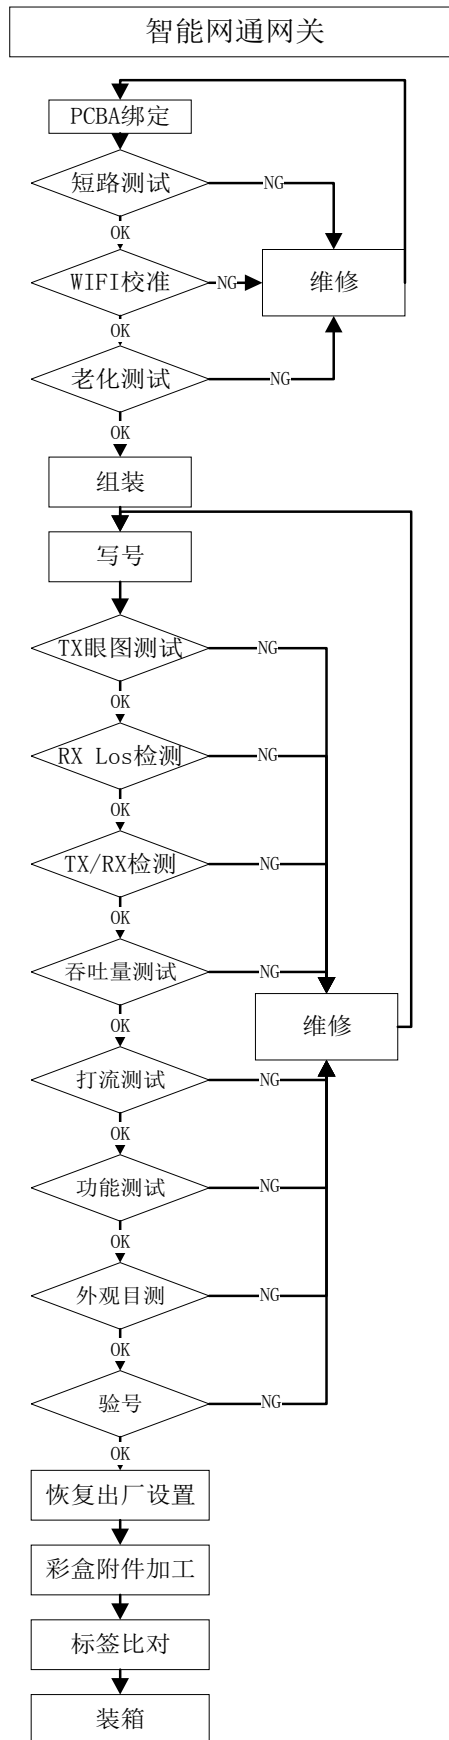 智能网通网关
PCBA绑定
短路测试
NG
OK
WIFI校准
NG
维修
OK
老化测试
NG
OK
组装
写号
TX眼图测试
NG
OK
RX Los检测
NG
OK
TX/RX检测
NG
OK
吞吐量测试
NG
OK
维修
打流测试
NG
OK
功能测试
NG
OK
外观目测
NG
OK
验号
NG
OK
恢复出厂设置
彩盒附件加工
标签比对
装箱